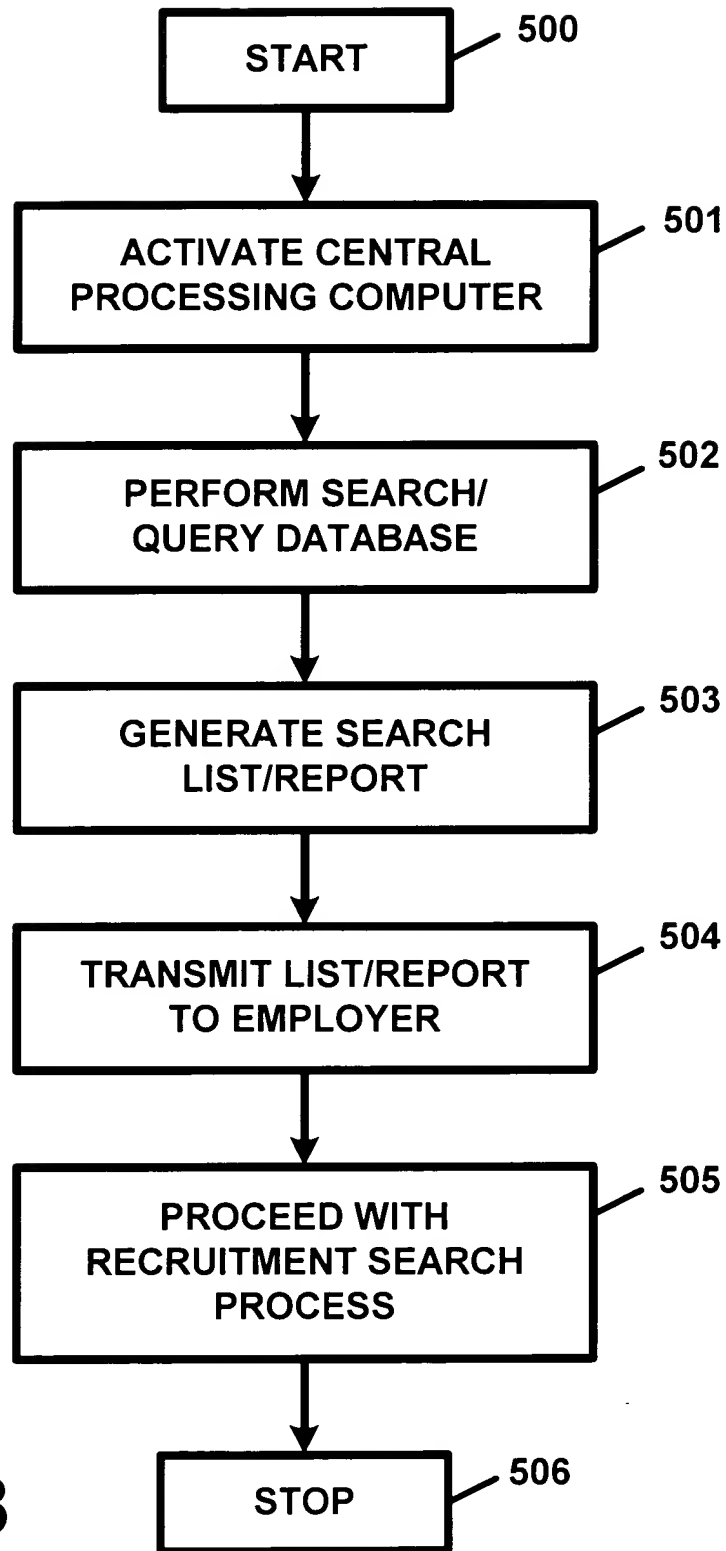 START
500
ACTIVATE CENTRAL
PROCESSING COMPUTER
501
PERFORM SEARCH/
QUERY DATABASE
502
GENERATE SEARCH
LIST/REPORT
503
TRANSMIT LIST/REPORT
TO EMPLOYER
504
PROCEED WITH
RECRUITMENT SEARCH
PROCESS
505
STOP
506